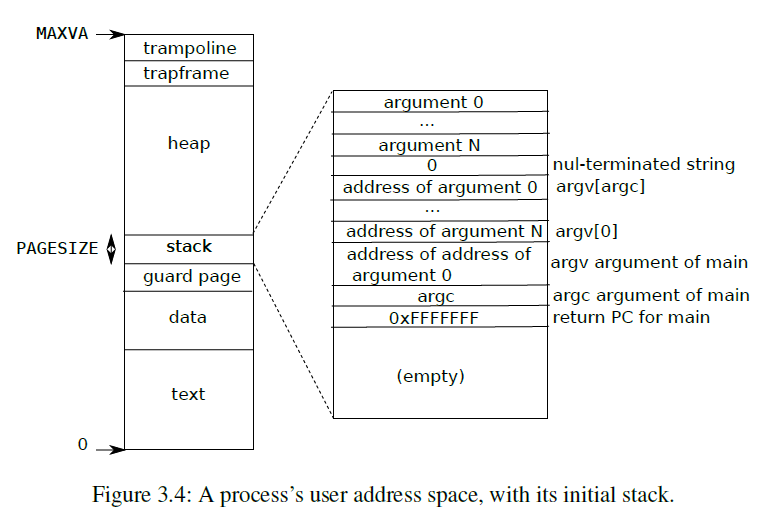 MAXVA
trampoline
trapframe
heap
PAGESIZE
stack
guard page
data
text
0
argument 0
...
argument N
0
nul-terminated string
address of argument 0
argv[argc]
...
address of argument N
argv[0]
address of address of
argument 0
argv argument of main
argc
argc argument of main
0xFFFFFFF
return PC for main
(empty)
Figure 3.4: A process's user address space, with its initial stack.